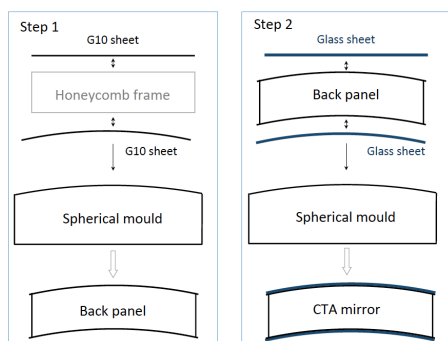 Step 1
G10 sheet
Honeycomb frame
G10 sheet
Spherical mould
Back panel
Step 2
Glass sheet
Back panel
Glass sheet
Spherical mould
CTA mirror